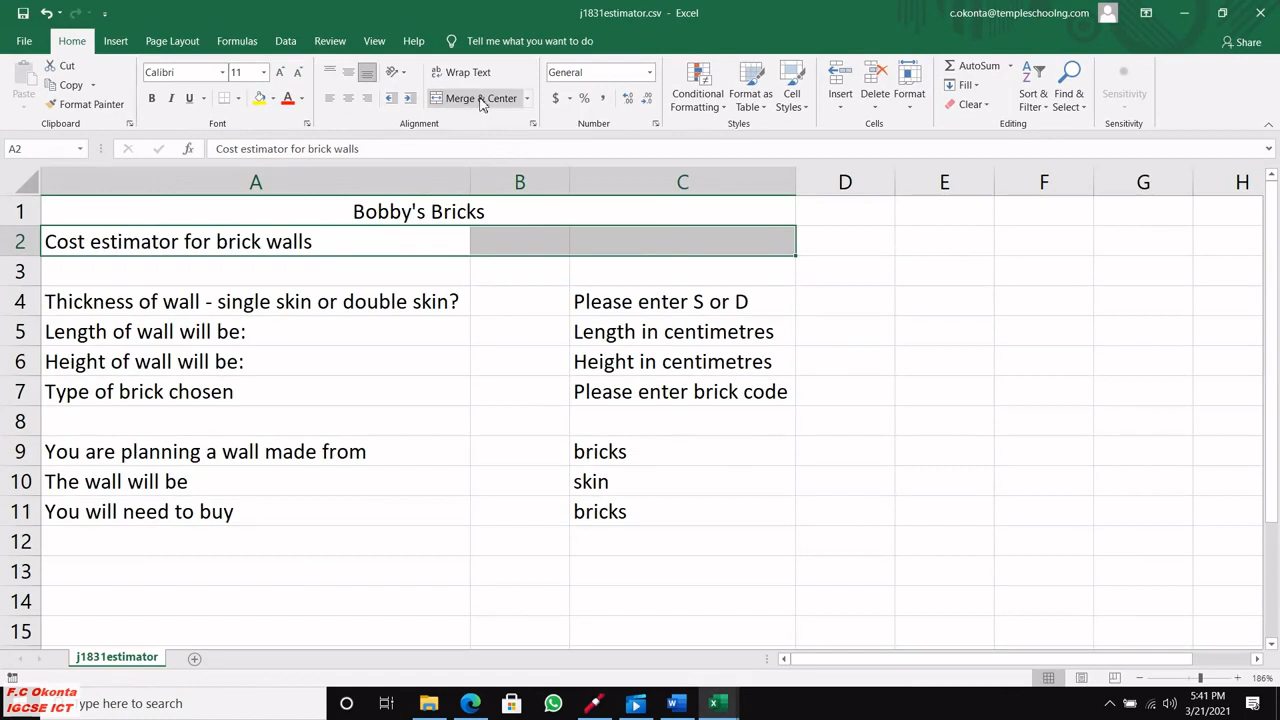 j1831estimator.csv - Excel
c.okonta@templeschoolng.com
File Home Insert Page Layout Formulas Data Review View Help Tell me what you want to do Share
Cut
Copy
Format Painter
Paste
Clipboard
Calibri 11
B I U
Font
Wrap Text
Merge & Center
Alignment
General
$ % ,
Number
Conditional Formatting
Format as Table
Cell Styles
Styles
Insert Delete Format
Cells
AutoSum
Fill
Clear
Sort & Filter
Find & Select
Editing
Sensitivity
Sensitivity
A2 fx Cost estimator for brick walls
A B C D E F G H
1 Bobby's Bricks
2 Cost estimator for brick walls
3
4 Thickness of wall - single skin or double skin? Please enter S or D
5 Length of wall will be: Length in centimetres
6 Height of wall will be: Height in centimetres
7 Type of brick chosen Please enter brick code
8
9 You are planning a wall made from bricks
10 The wall will be skin
11 You will need to buy bricks
12
13
14
15
j1831estimator
186%
F.C Okonta
IGCSE ICT
ype here to search
5:41 PM
3/21/2021